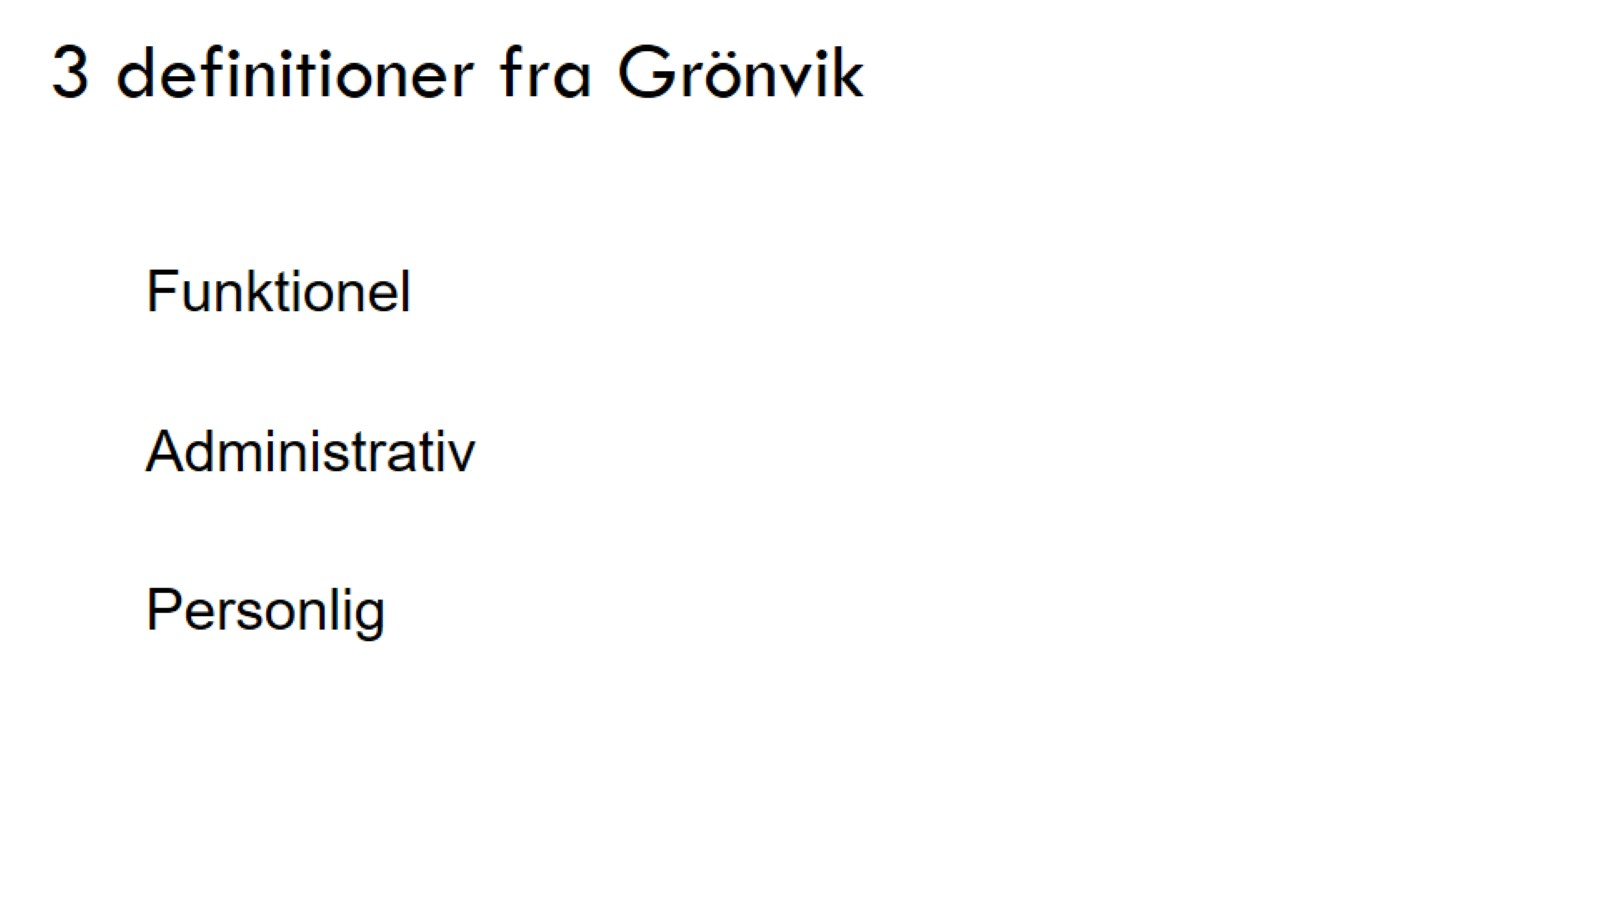 3 definitioner fra Grönvik
Funktionel
Administrativ
Personlig